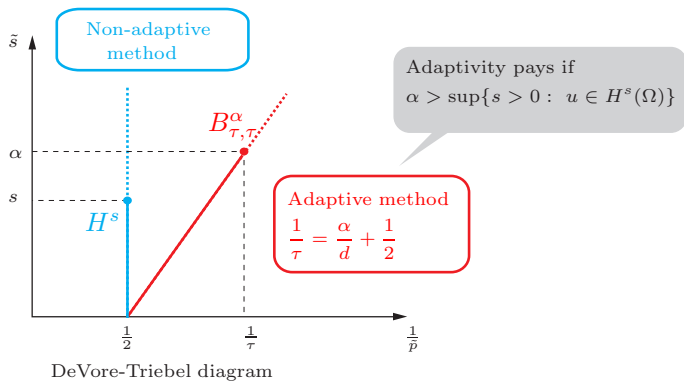 s̃
Non-adaptive
method
Adaptivity pays if
α > sup{s > 0 : u ∈ H^s(Ω)}
B^α_{τ,τ}
α
Adaptive method
1/τ = α/d + 1/2
s
H^s
1/2
1/τ
1/p̃
DeVore-Triebel diagram